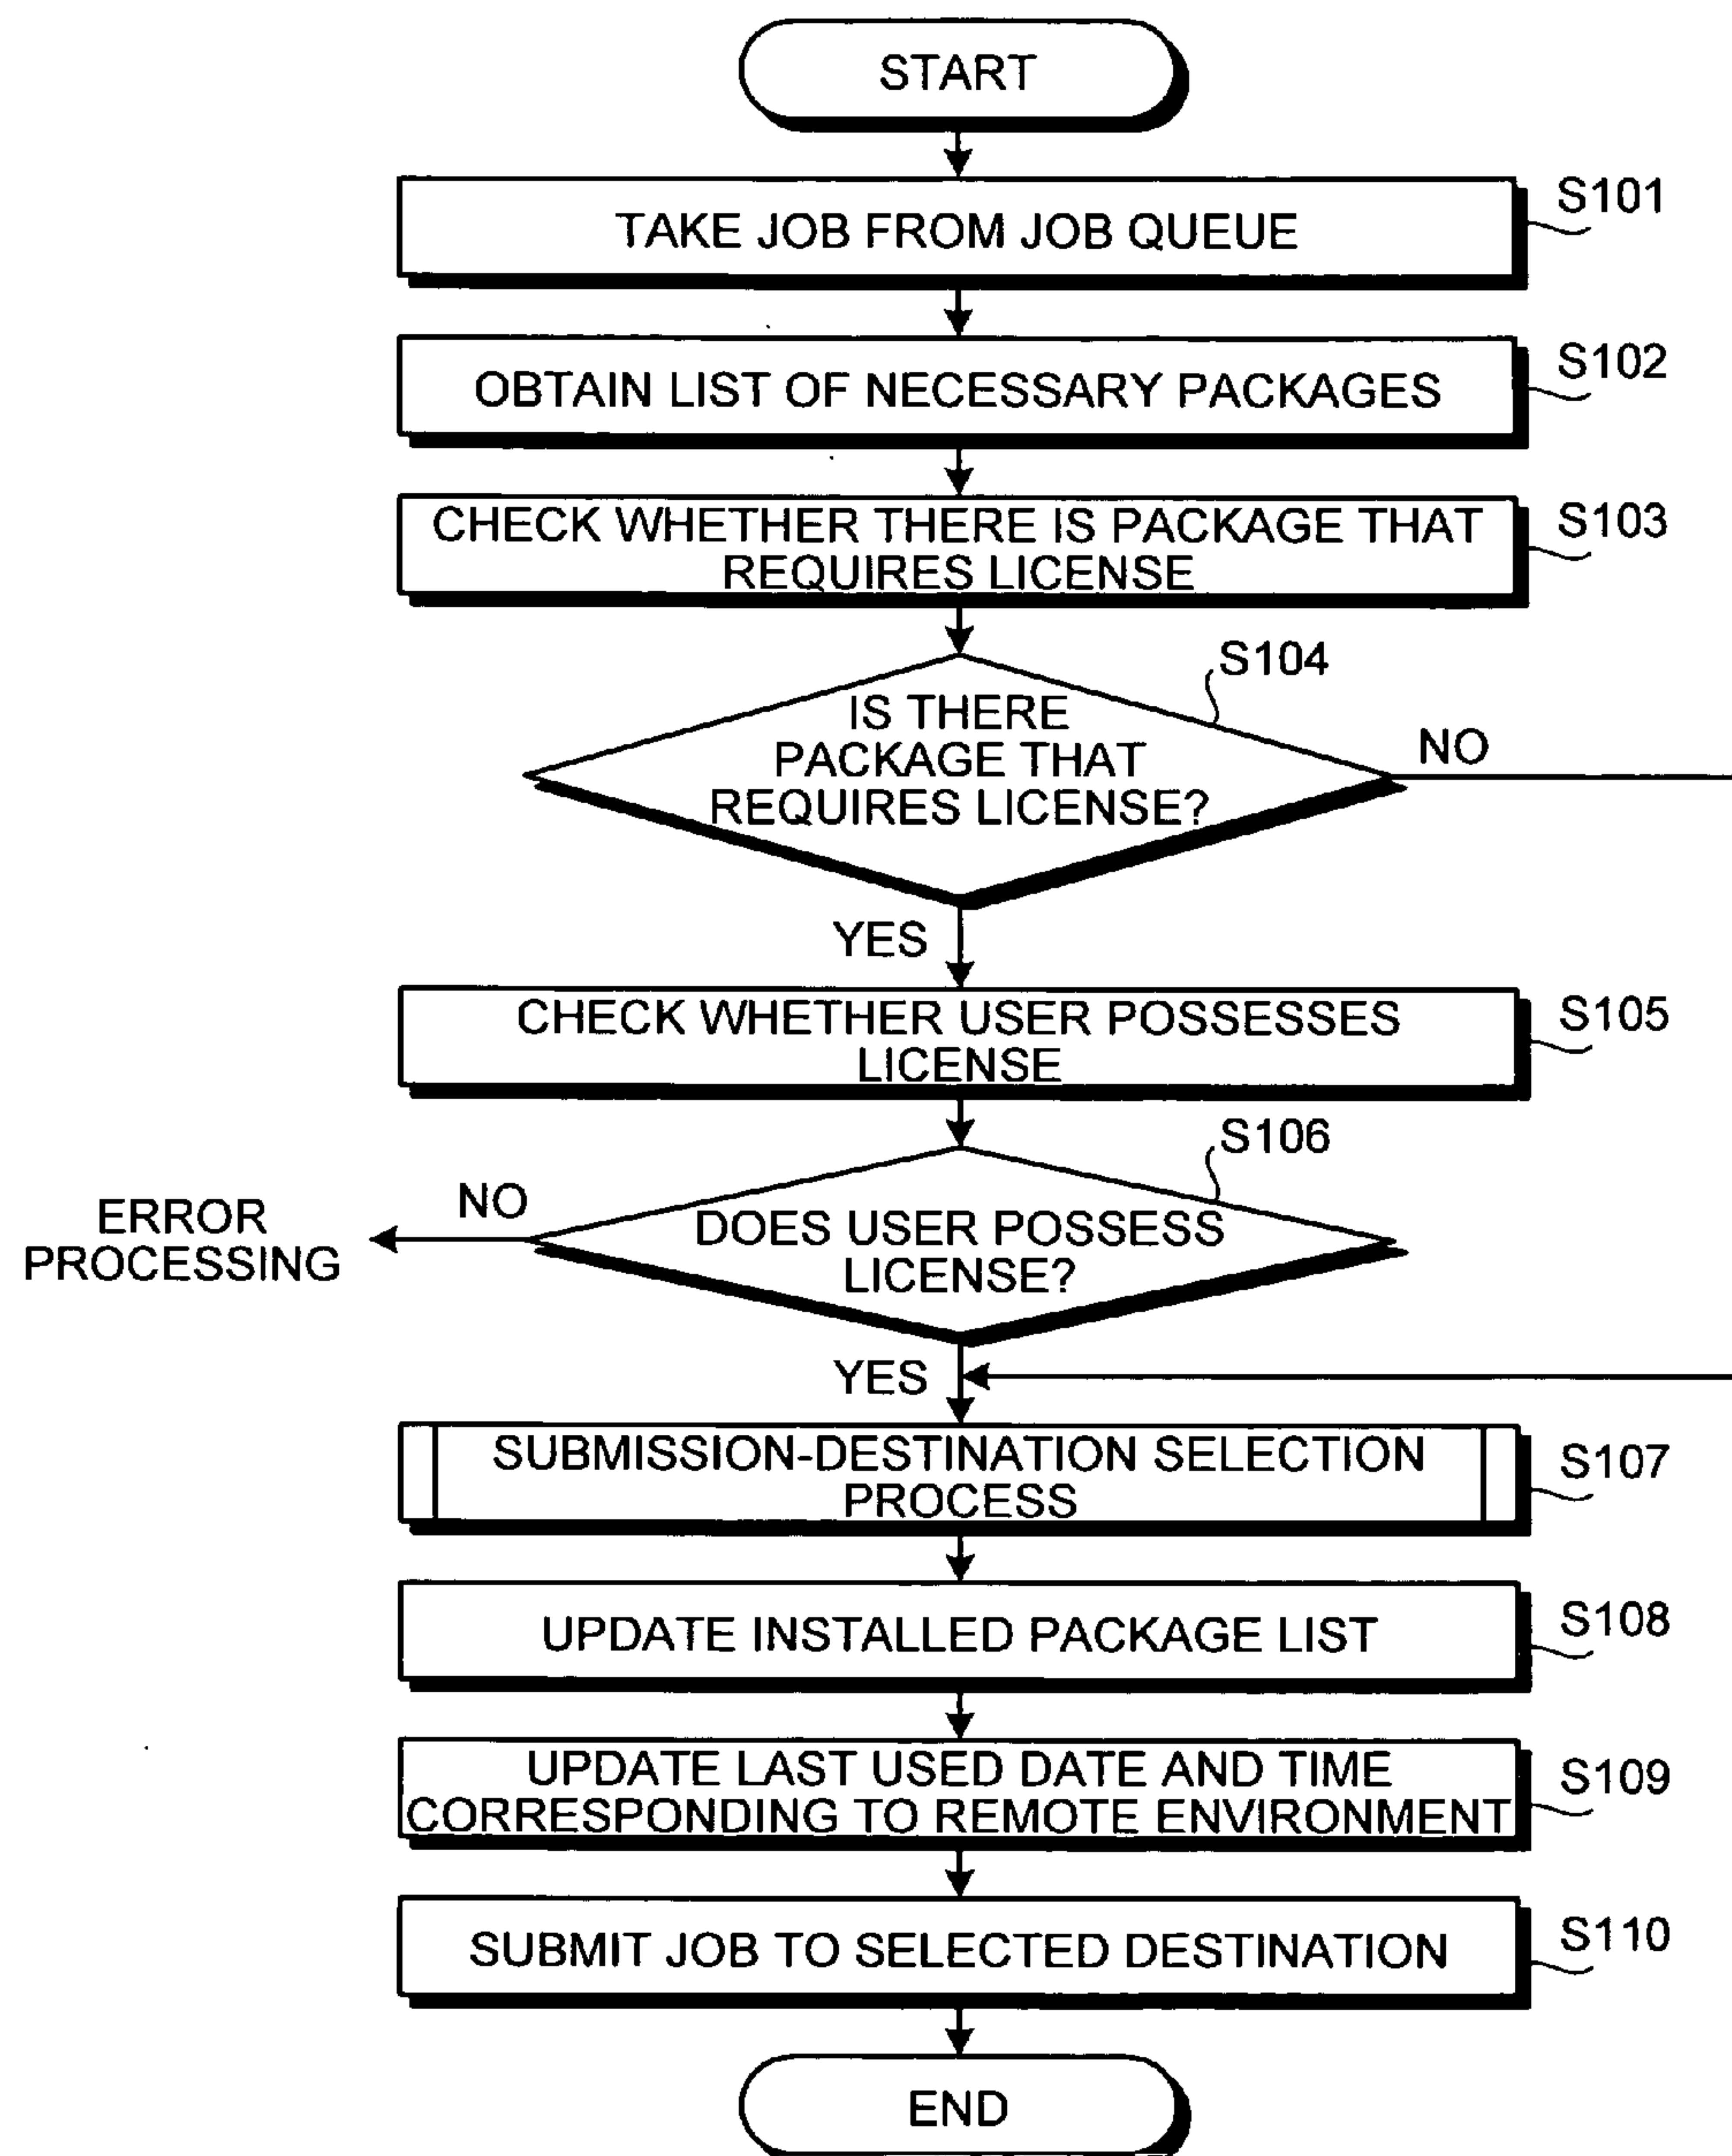 START
TAKE JOB FROM JOB QUEUE
S101
OBTAIN LIST OF NECESSARY PACKAGES
S102
CHECK WHETHER THERE IS PACKAGE THAT
REQUIRES LICENSE
S103
S104
IS THERE
PACKAGE THAT
REQUIRES LICENSE?
NO
YES
CHECK WHETHER USER POSSESSES
LICENSE
S105
S106
DOES USER POSSESS
LICENSE?
NO
ERROR
PROCESSING
YES
SUBMISSION-DESTINATION SELECTION
PROCESS
S107
UPDATE INSTALLED PACKAGE LIST
S108
UPDATE LAST USED DATE AND TIME
CORRESPONDING TO REMOTE ENVIRONMENT
S109
SUBMIT JOB TO SELECTED DESTINATION
S110
END